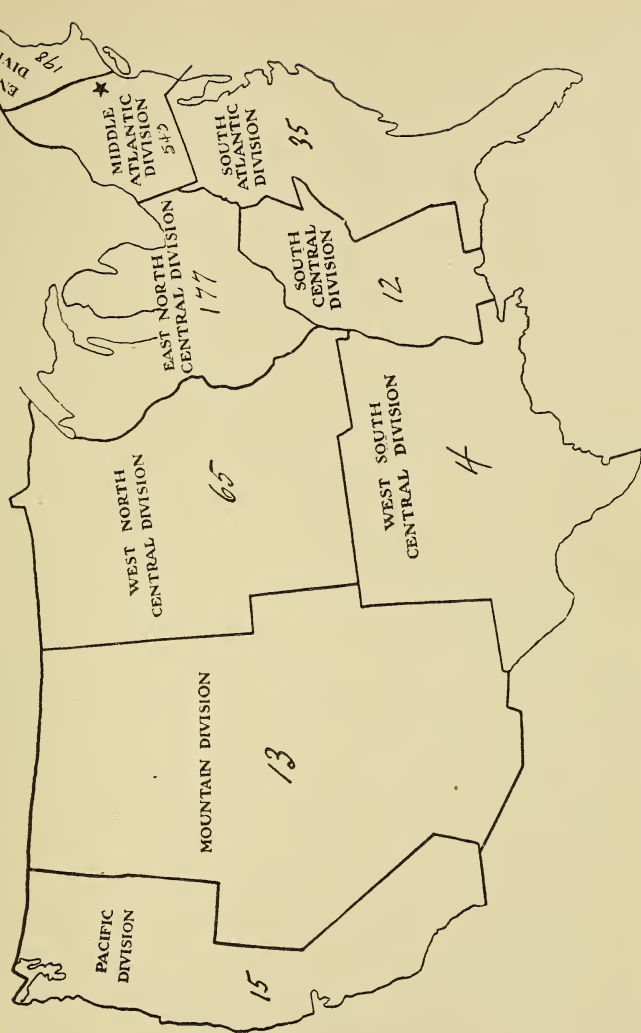 PACIFIC
DIVISION
15
MOUNTAIN DIVISION
13
WEST NORTH
CENTRAL DIVISION
65
WEST SOUTH
CENTRAL DIVISION
4
EAST NORTH
CENTRAL DIVISION
177
SOUTH
CENTRAL
DIVISION
12
MIDDLE
ATLANTIC
DIVISION
543
SOUTH
ATLANTIC
DIVISION
35
198